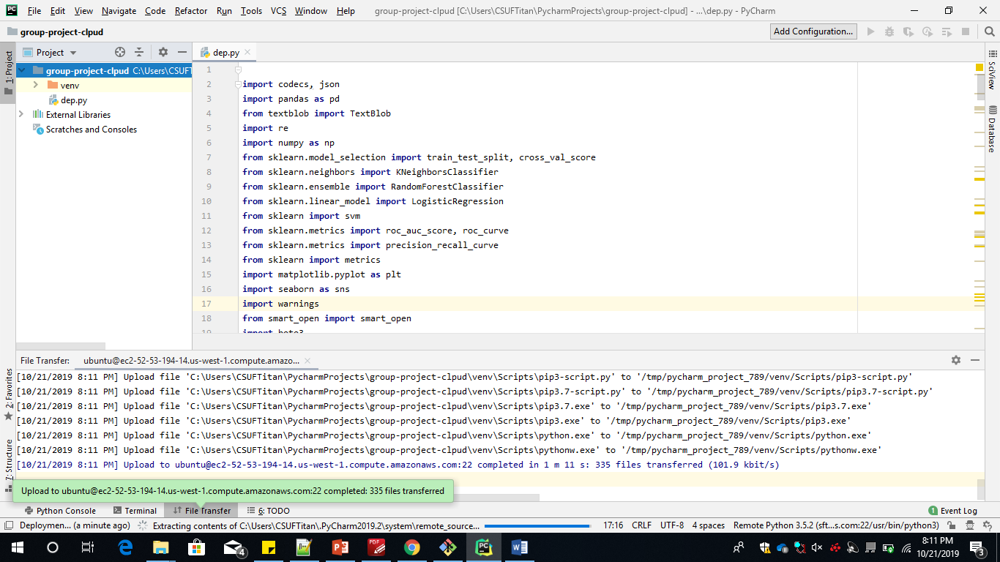 File Edit View Navigate Code Refactor Run Tools VCS Window Help group-project-clpud [C:\Users\CSUFTitan\PycharmProjects\group-project-clpud] - ...\dep.py - PyCharm
group-project-clpud Add Configuration...
1: Project
Project
dep.py
group-project-clpud C:\Users\CSUFT
venv
dep.py
External Libraries
Scratches and Consoles
1
2 import codecs, json
3 import pandas as pd
4 from textblob import TextBlob
5 import re
6 import numpy as np
7 from sklearn.model_selection import train_test_split, cross_val_score
8 from sklearn.neighbors import KNeighborsClassifier
9 from sklearn.ensemble import RandomForestClassifier
10 from sklearn.linear_model import LogisticRegression
11 from sklearn import svm
12 from sklearn.metrics import roc_auc_score, roc_curve
13 from sklearn.metrics import precision_recall_curve
14 from sklearn import metrics
15 import matplotlib.pyplot as plt
16 import seaborn as sns
17 import warnings
18 from smart_open import smart_open
19 import boto3
SciView
Database
2: Favorites
7: Structure
File Transfer: ubuntu@ec2-52-53-194-14.us-west-1.compute.amazo...
[10/21/2019 8:11 PM] Upload file 'C:\Users\CSUFTitan\PycharmProjects\group-project-clpud\venv\Scripts\pip3-script.py' to '/tmp/pycharm_project_789/venv/Scripts/pip3-script.py'
[10/21/2019 8:11 PM] Upload file 'C:\Users\CSUFTitan\PycharmProjects\group-project-clpud\venv\Scripts\pip3.7-script.py' to '/tmp/pycharm_project_789/venv/Scripts/pip3.7-script.py'
[10/21/2019 8:11 PM] Upload file 'C:\Users\CSUFTitan\PycharmProjects\group-project-clpud\venv\Scripts\pip3.7.exe' to '/tmp/pycharm_project_789/venv/Scripts/pip3.7.exe'
[10/21/2019 8:11 PM] Upload file 'C:\Users\CSUFTitan\PycharmProjects\group-project-clpud\venv\Scripts\pip3.exe' to '/tmp/pycharm_project_789/venv/Scripts/pip3.exe'
[10/21/2019 8:11 PM] Upload file 'C:\Users\CSUFTitan\PycharmProjects\group-project-clpud\venv\Scripts\python.exe' to '/tmp/pycharm_project_789/venv/Scripts/python.exe'
[10/21/2019 8:11 PM] Upload file 'C:\Users\CSUFTitan\PycharmProjects\group-project-clpud\venv\Scripts\pythonw.exe' to '/tmp/pycharm_project_789/venv/Scripts/pythonw.exe'
[10/21/2019 8:11 PM] Upload to ubuntu@ec2-52-53-194-14.us-west-1.compute.amazonaws.com:22 completed in 1 m 11 s: 335 files transferred (101.9 kbit/s)
Upload to ubuntu@ec2-52-53-194-14.us-west-1.compute.amazonaws.com:22 completed: 335 files transferred
Python Console Terminal File Transfer 6: TODO 1 Event Log
Deploymen... (a minute ago) Extracting contents of C:\Users\CSUFTitan\.PyCharm2019.2\system\remote_source... 17:16 CRLF UTF-8 4 spaces Remote Python 3.5.2 (sft...s.com:22/usr/bin/python3)
4
8:11 PM
10/21/2019
3